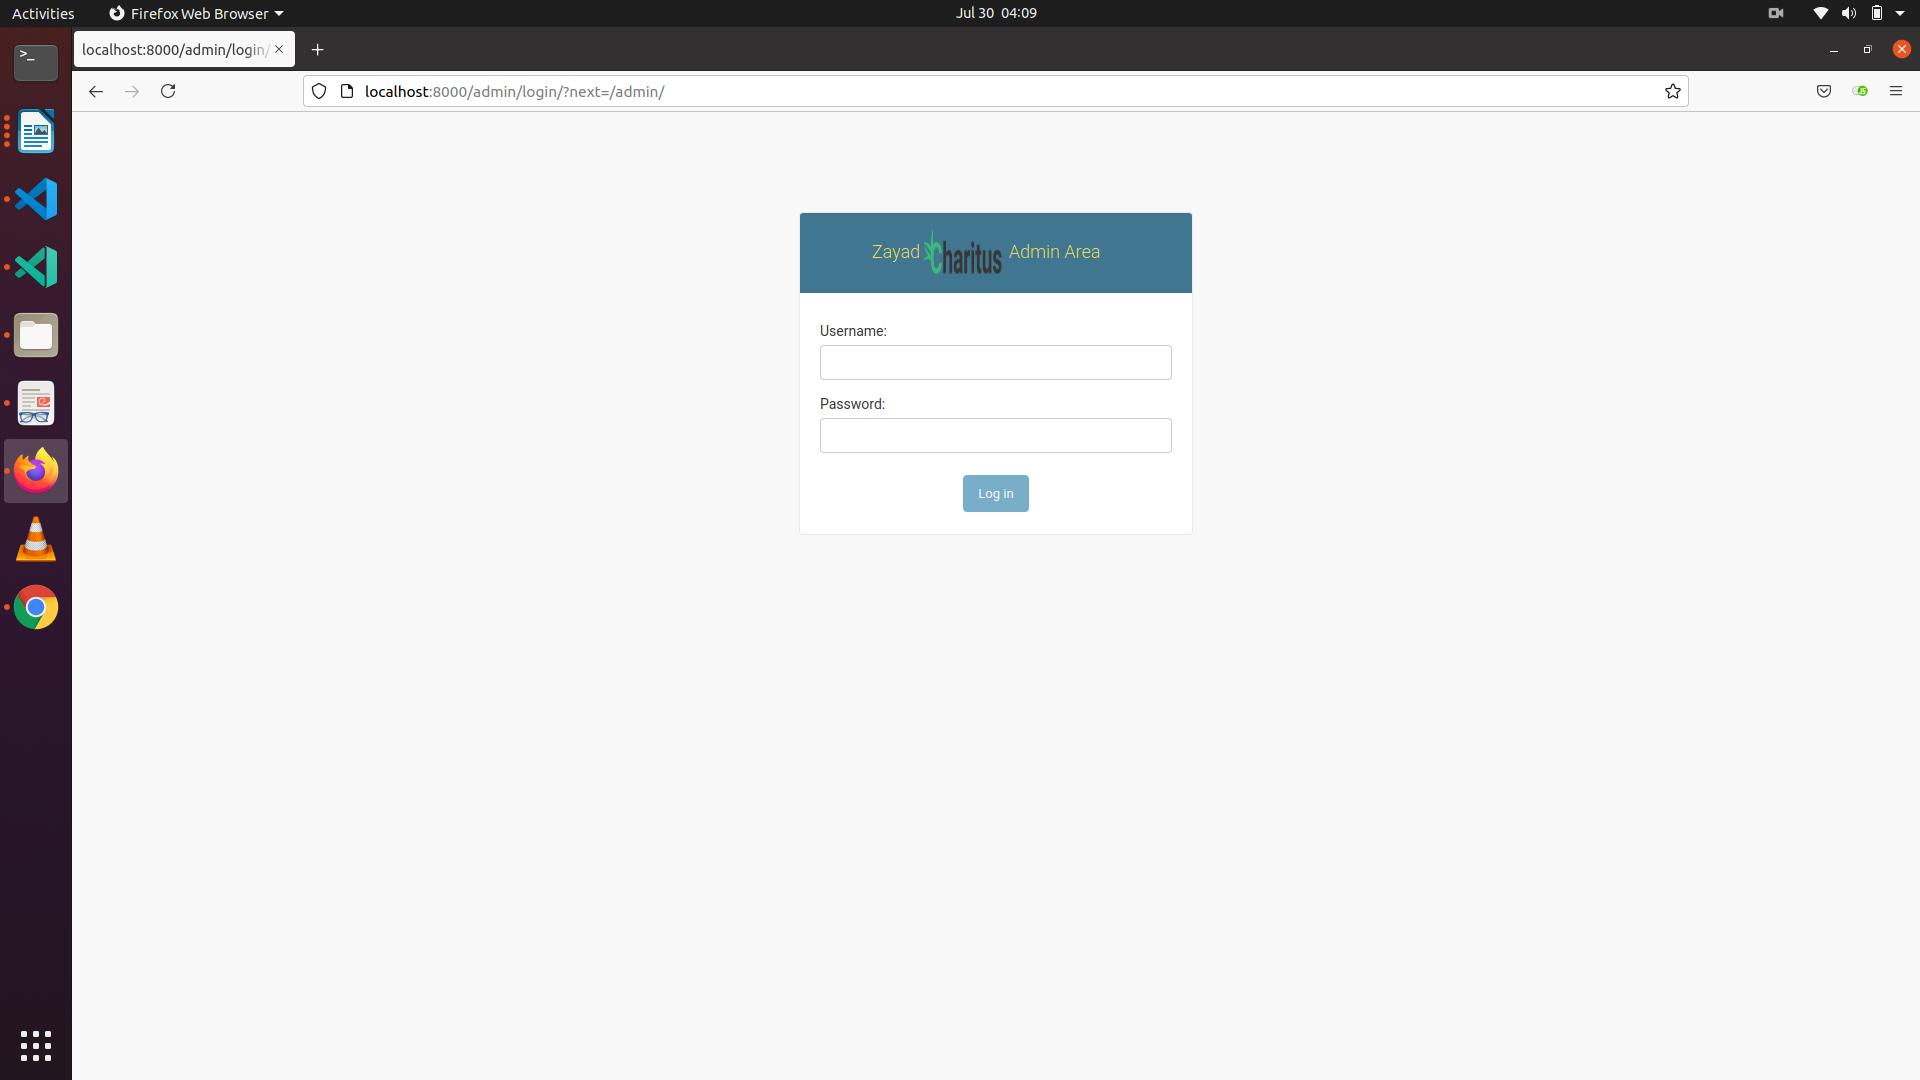 Activities Firefox Web Browser Jul 30 04:09
localhost:8000/admin/login/
localhost:8000/admin/login/?next=/admin/
Zayad Charitus Admin Area
Username:
Password:
Log in